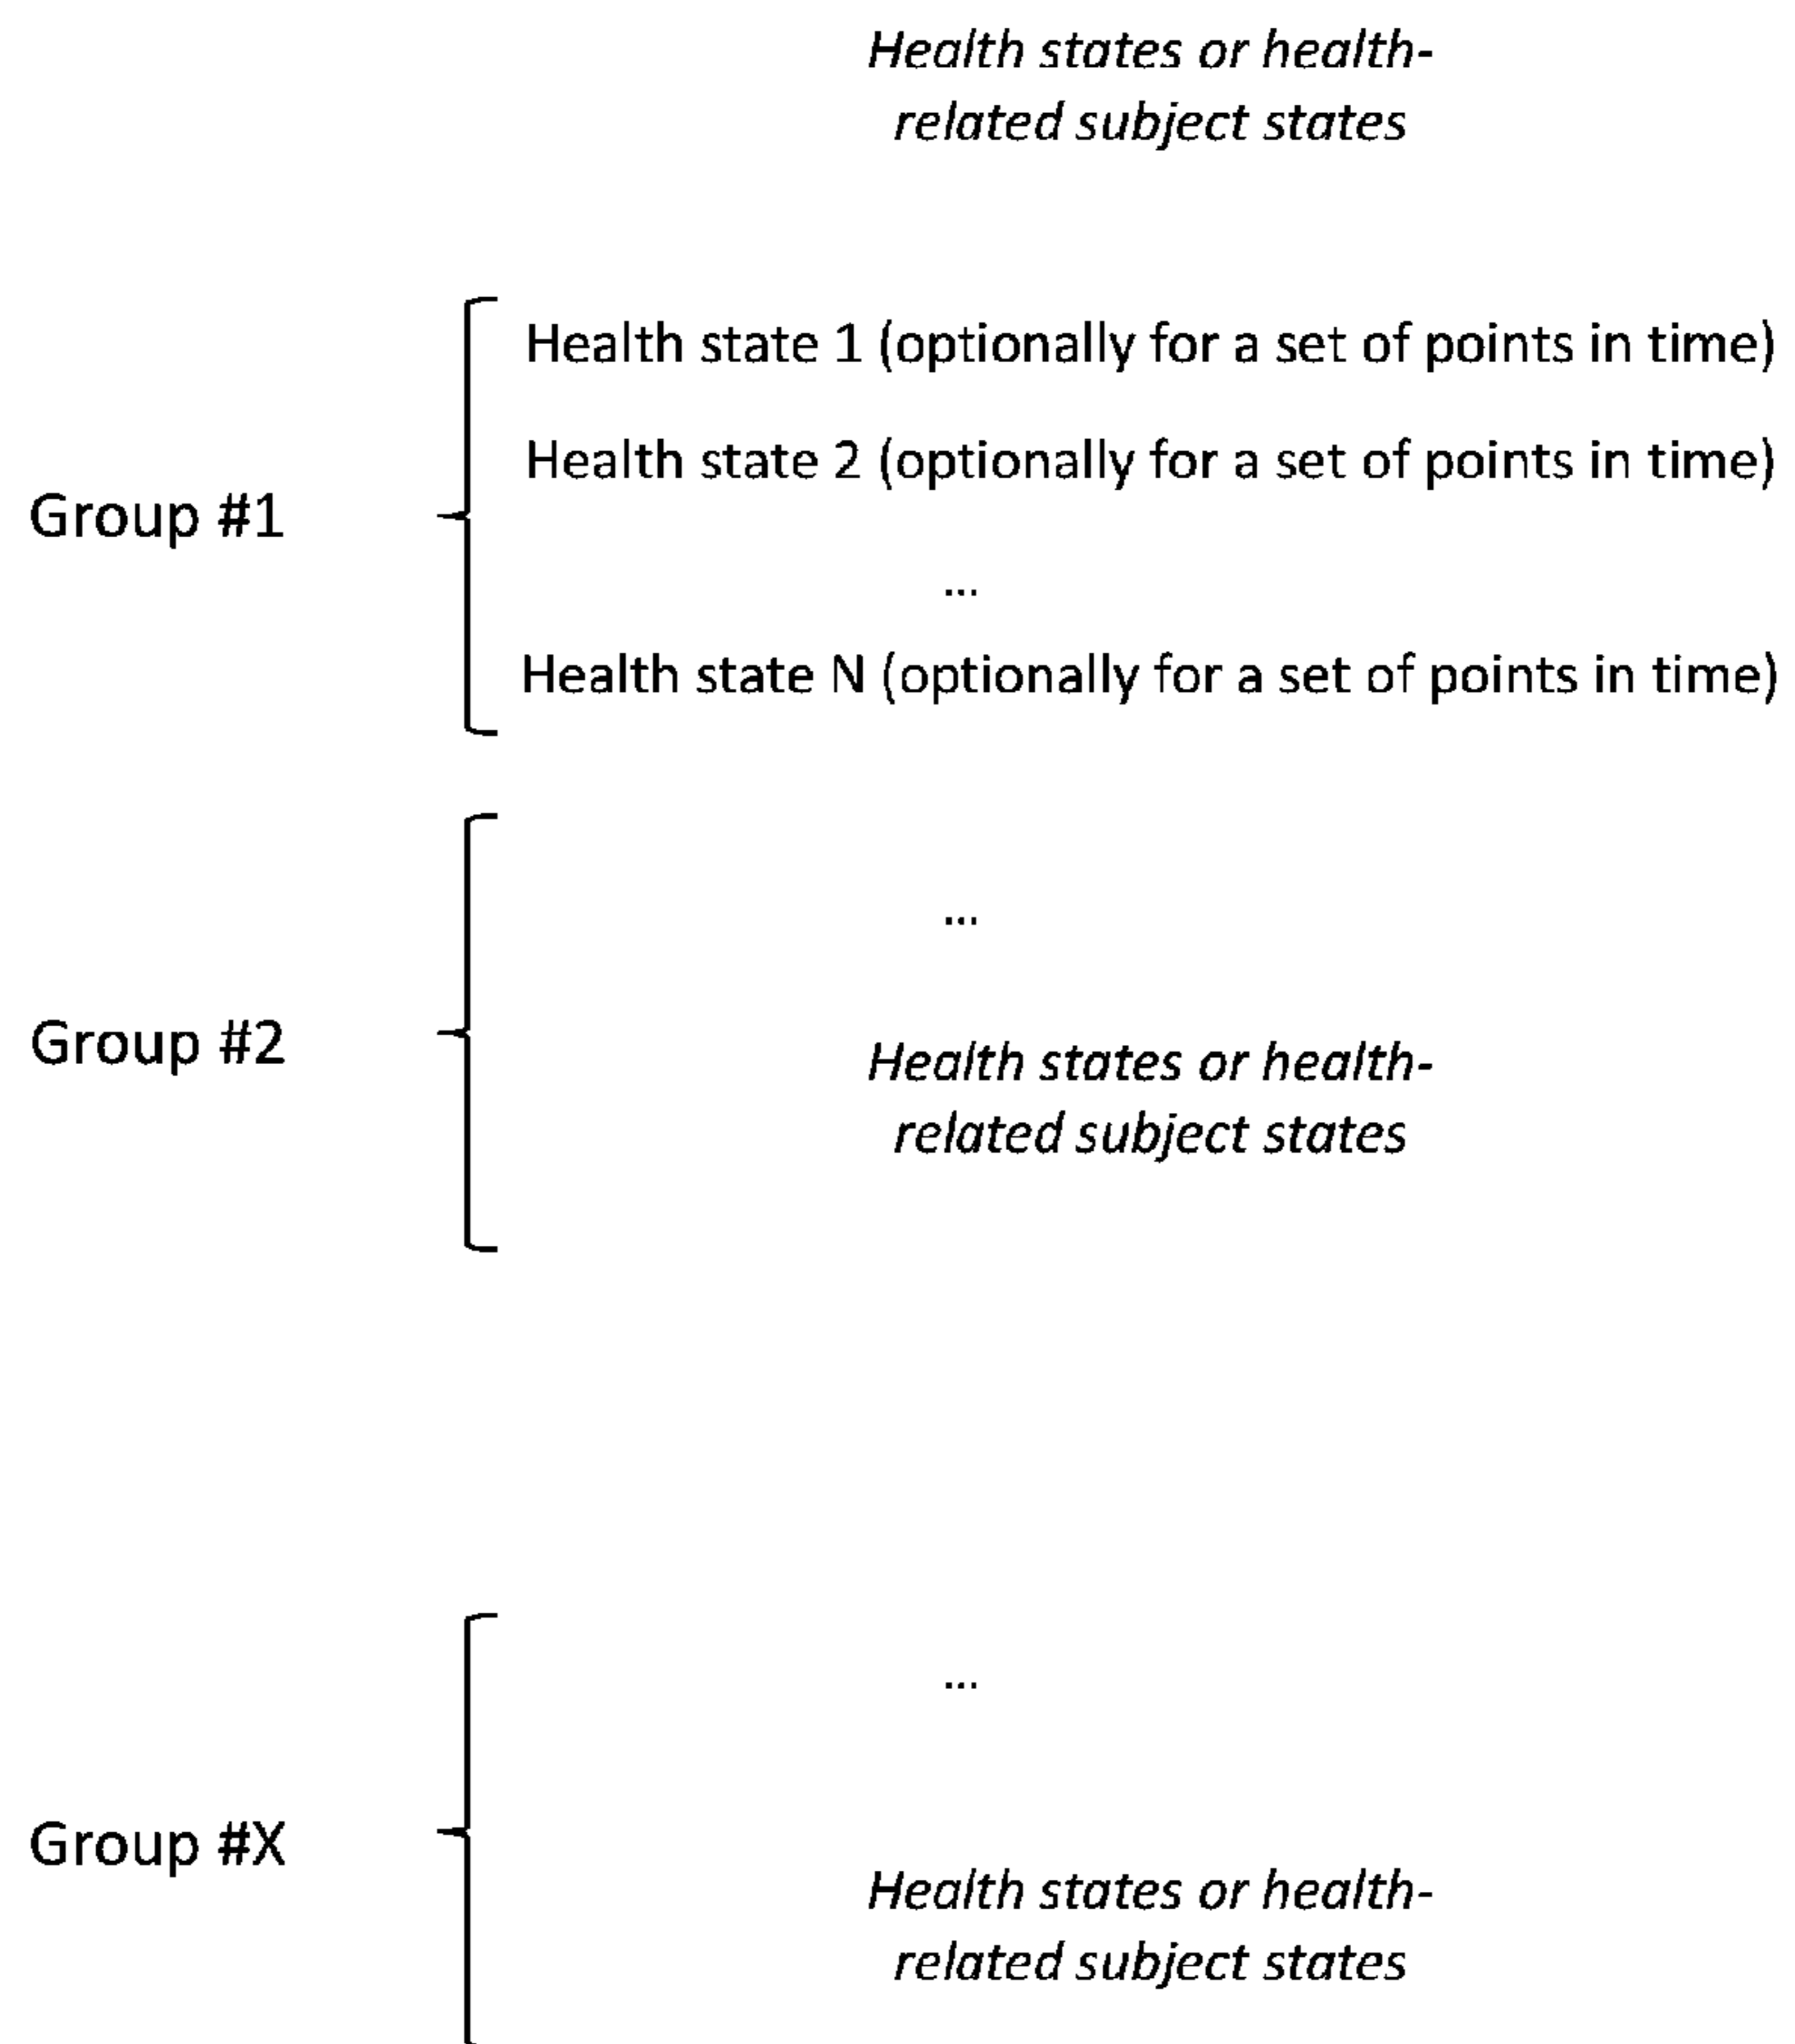 Health states or health-
related subject states
Health state 1 (optionally for a set of points in time)
Health state 2 (optionally for a set of points in time)
Group #1
...
Health state N (optionally for a set of points in time)
...
Group #2
Health states or health-
related subject states
...
Group #X
Health states or health-
related subject states